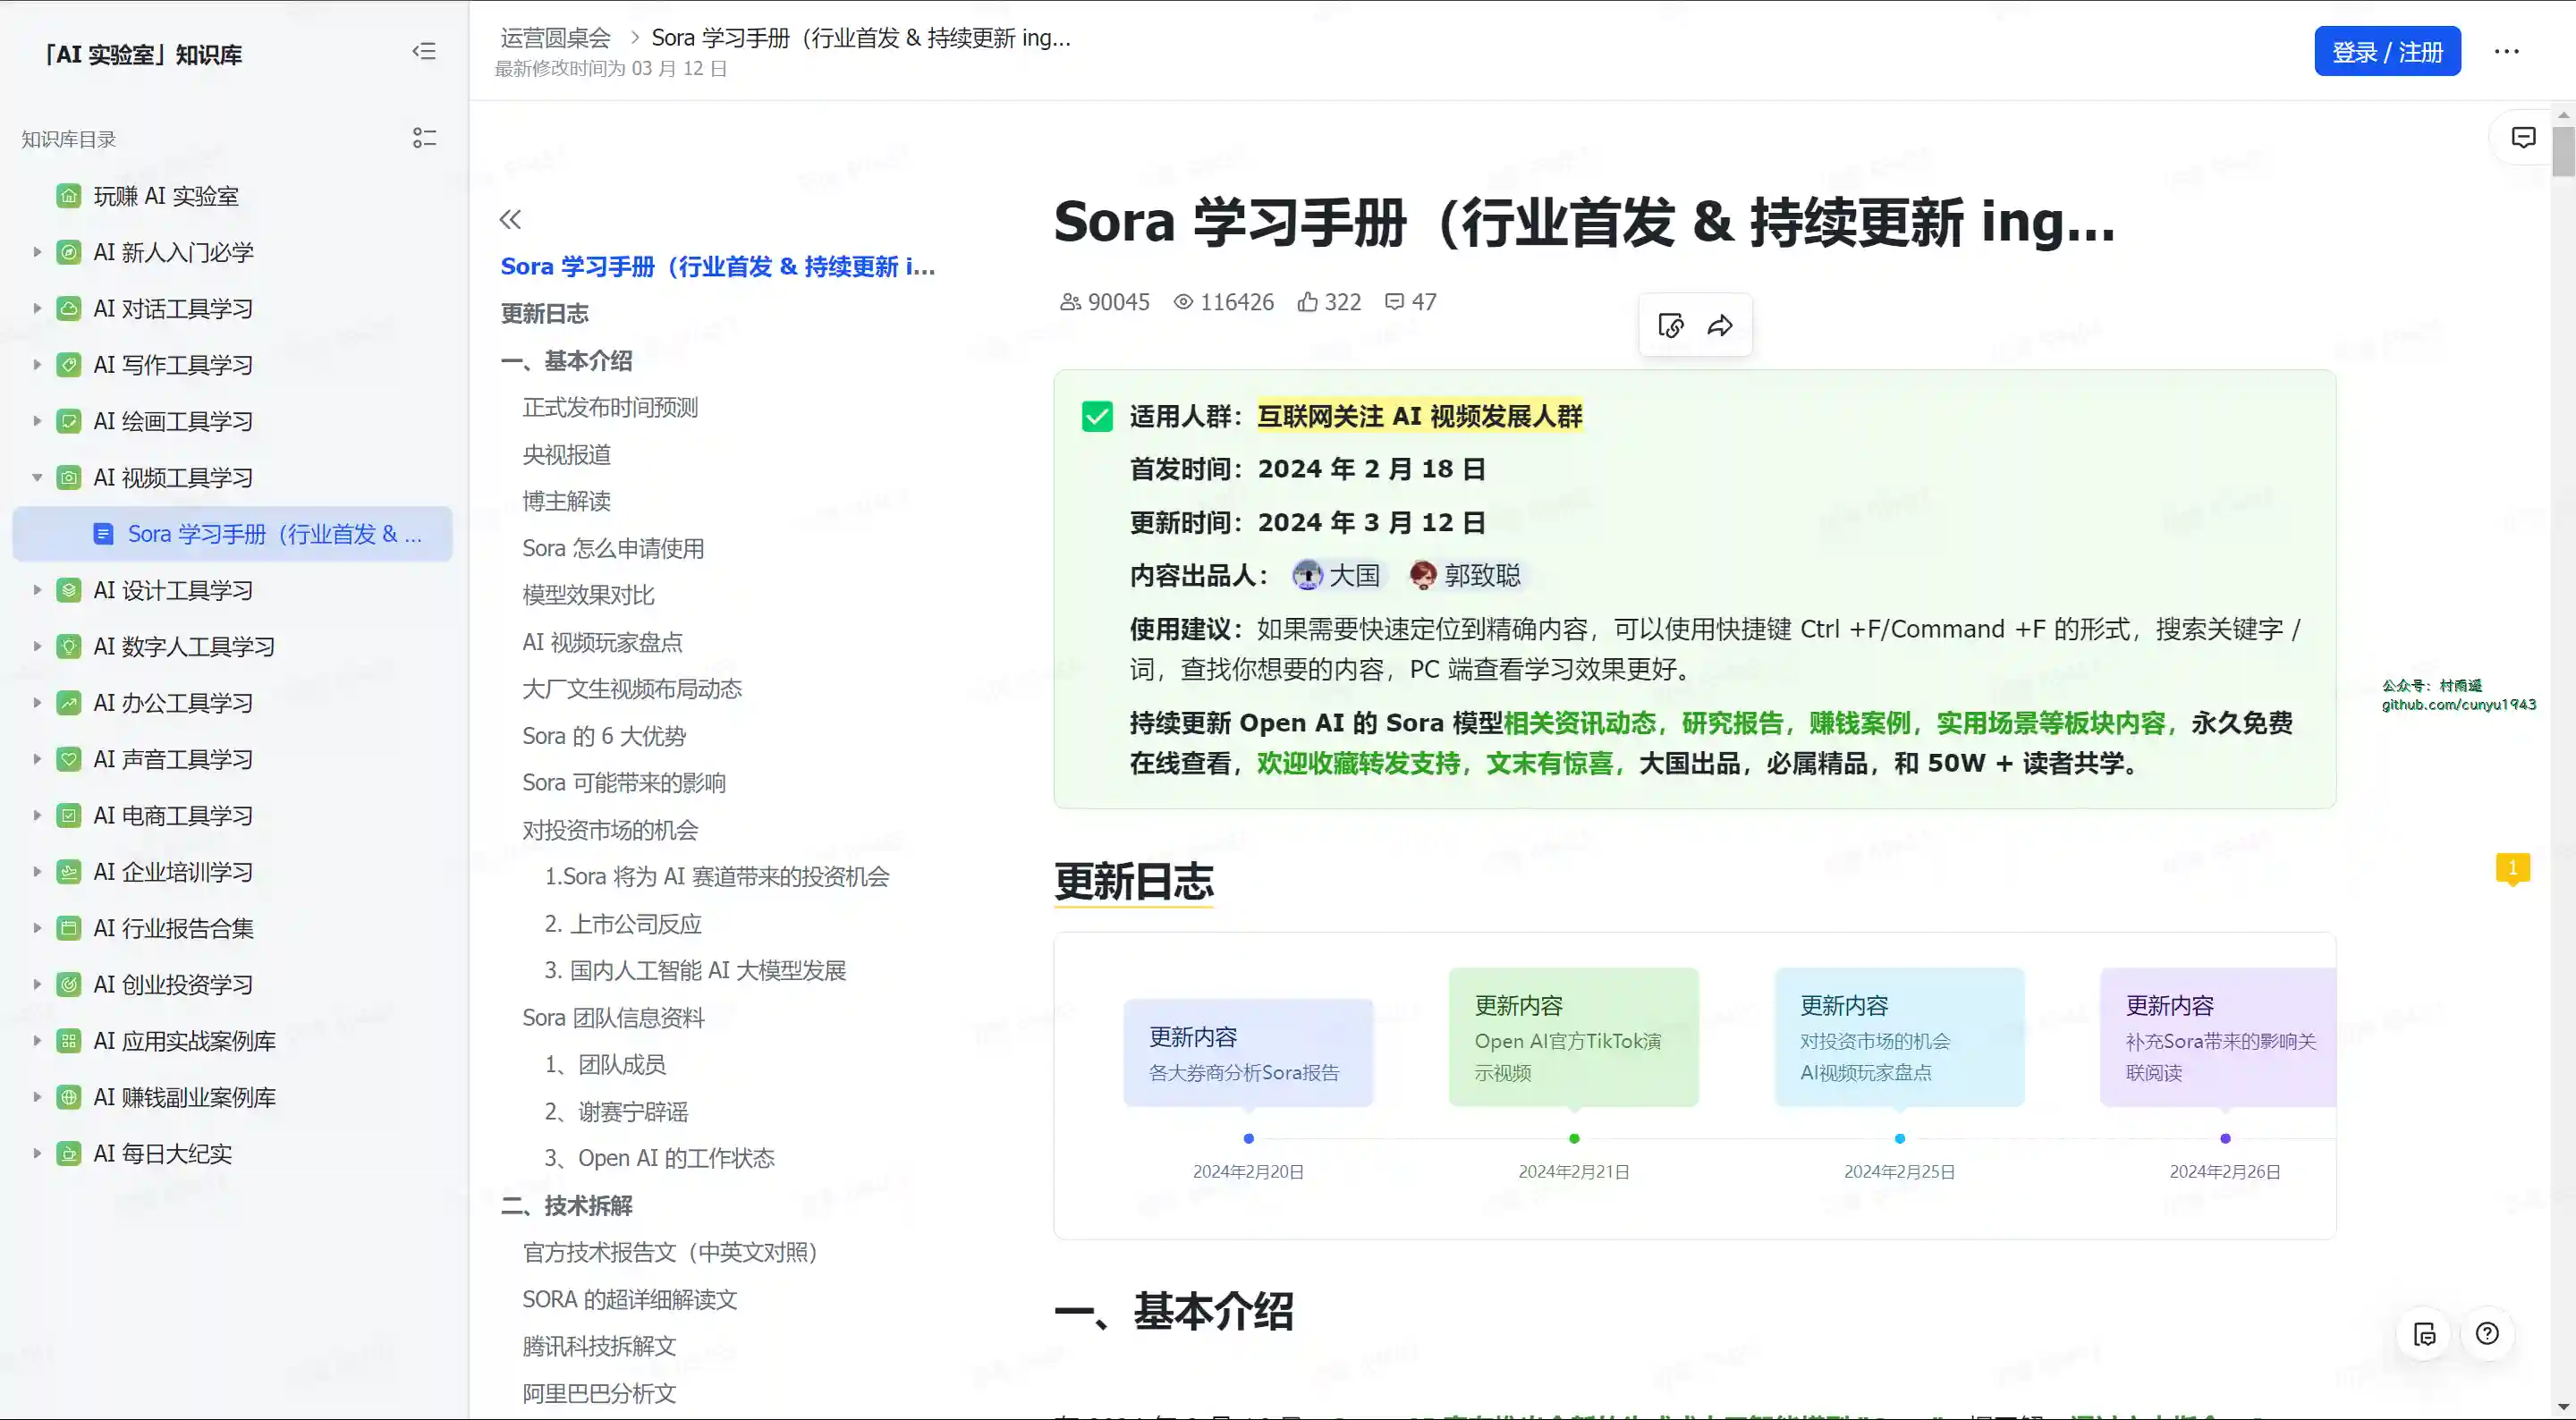 「AI 实验室」知识库
知识库目录
玩赚 AI 实验室
AI 新人入门必学
AI 对话工具学习
AI 写作工具学习
AI 绘画工具学习
AI 视频工具学习
Sora 学习手册（行业首发 & ...
AI 设计工具学习
AI 数字人工具学习
AI 办公工具学习
AI 声音工具学习
AI 电商工具学习
AI 企业培训学习
AI 行业报告合集
AI 创业投资学习
AI 应用实战案例库
AI 赚钱副业案例库
AI 每日大纪实
运营圆桌会 > Sora 学习手册（行业首发 & 持续更新 ing...
最新修改时间为 03 月 12 日
登录 / 注册
Sora 学习手册（行业首发 & 持续更新 i...
更新日志
一、基本介绍
正式发布时间预测
央视报道
博主解读
Sora 怎么申请使用
模型效果对比
AI 视频玩家盘点
大厂文生视频布局动态
Sora 的 6 大优势
Sora 可能带来的影响
对投资市场的机会
1.Sora 将为 AI 赛道带来的投资机会
2. 上市公司反应
3. 国内人工智能 AI 大模型发展
Sora 团队信息资料
1、团队成员
2、谢赛宁辟谣
3、Open AI 的工作状态
二、技术拆解
官方技术报告文（中英文对照）
SORA 的超详细解读文
腾讯科技拆解文
阿里巴巴分析文
Sora 学习手册（行业首发 & 持续更新 ing...
90045 116426 322 47
适用人群：互联网关注 AI 视频发展人群
首发时间：2024 年 2 月 18 日
更新时间：2024 年 3 月 12 日
内容出品人： 大国 郭致聪
使用建议：如果需要快速定位到精确内容，可以使用快捷键 Ctrl +F/Command +F 的形式，搜索关键字 /
词，查找你想要的内容，PC 端查看学习效果更好。
持续更新 Open AI 的 Sora 模型相关资讯动态，研究报告，赚钱案例，实用场景等板块内容，永久免费
在线查看，欢迎收藏转发支持，文末有惊喜，大国出品，必属精品，和 50W + 读者共学。
公众号：村雨遥
github.com/cunyu1943
更新日志
1
更新内容
各大券商分析Sora报告
2024年2月20日
更新内容
Open AI官方TikTok演
示视频
2024年2月21日
更新内容
对投资市场的机会
AI视频玩家盘点
2024年2月25日
更新内容
补充Sora带来的影响关
联阅读
2024年2月26日
一、基本介绍